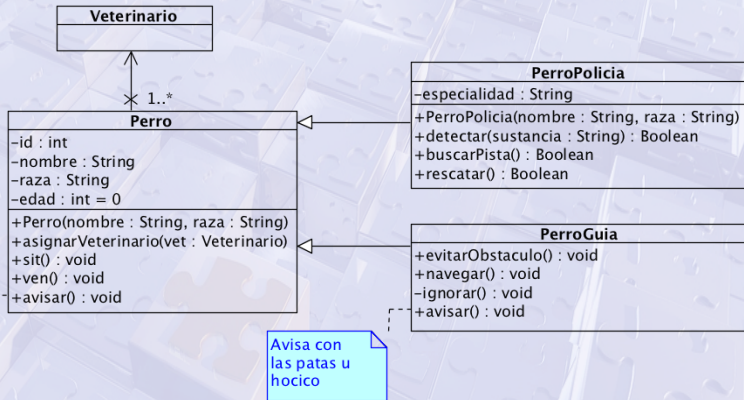 Veterinario
1..*
Perro
-id : int
-nombre : String
-raza : String
-edad : int = 0
+Perro(nombre : String, raza : String)
+asignarVeterinario(vet : Veterinario)
+sit() : void
+ven() : void
+avisar() : void
PerroPolicia
-especialidad : String
+PerroPolicia(nombre : String, raza : String)
+detectar(sustancia : String) : Boolean
+buscarPista() : Boolean
+rescatar() : Boolean
PerroGuia
+evitarObstaculo() : void
+navegar() : void
-ignorar() : void
+avisar() : void
Avisa con
las patas u
hocico